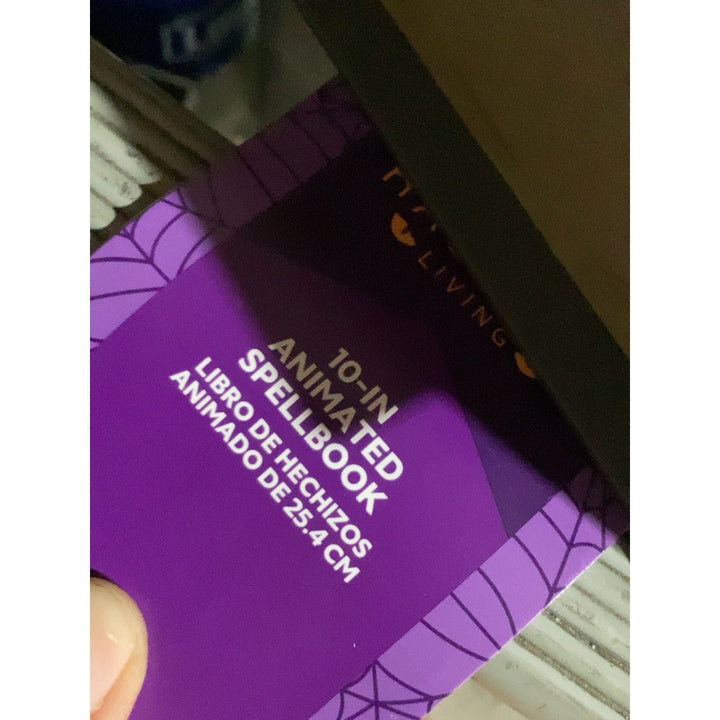 LIVING
10-IN
ANIMATED
SPELLBOOK
LIBRO DE HECHIZOS
ANIMADO DE 25.4 CM